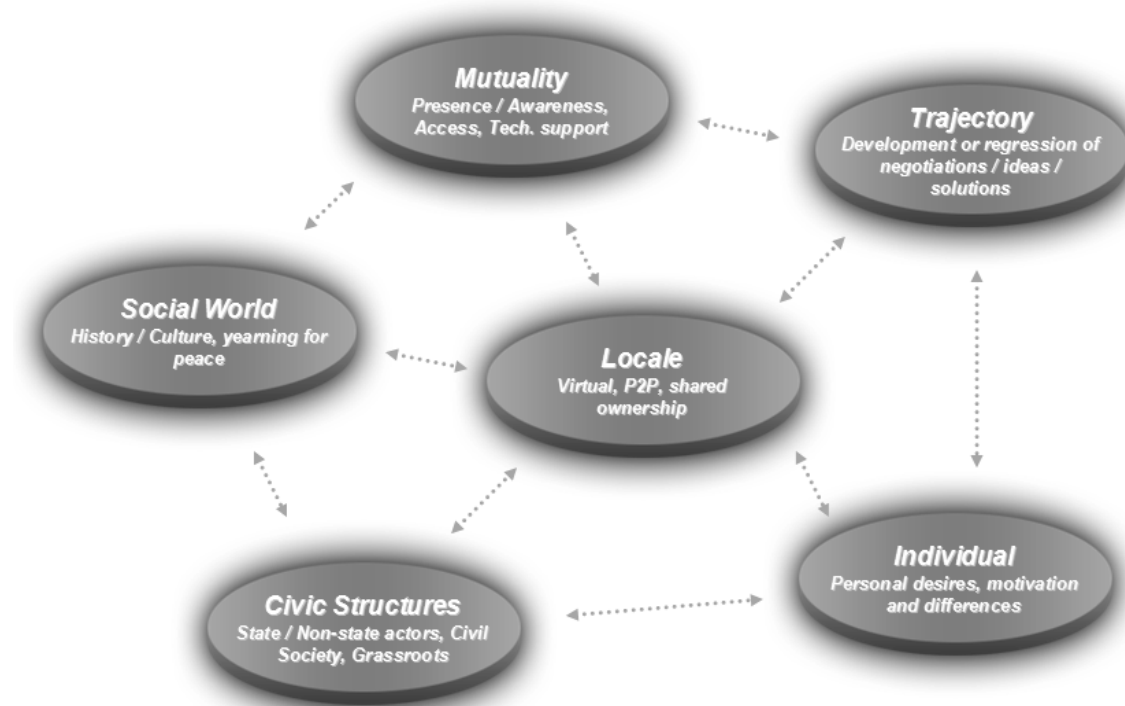 Mutuality
Presence / Awareness,
Access, Tech. support
Trajectory
Development or regression of
negotiations / ideas /
solutions
Social World
History / Culture, yearning for
peace
Locale
Virtual, P2P, shared
ownership
Individual
Personal desires, motivation
and differences
Civic Structures
State / Non-state actors, Civil
Society, Grassroots